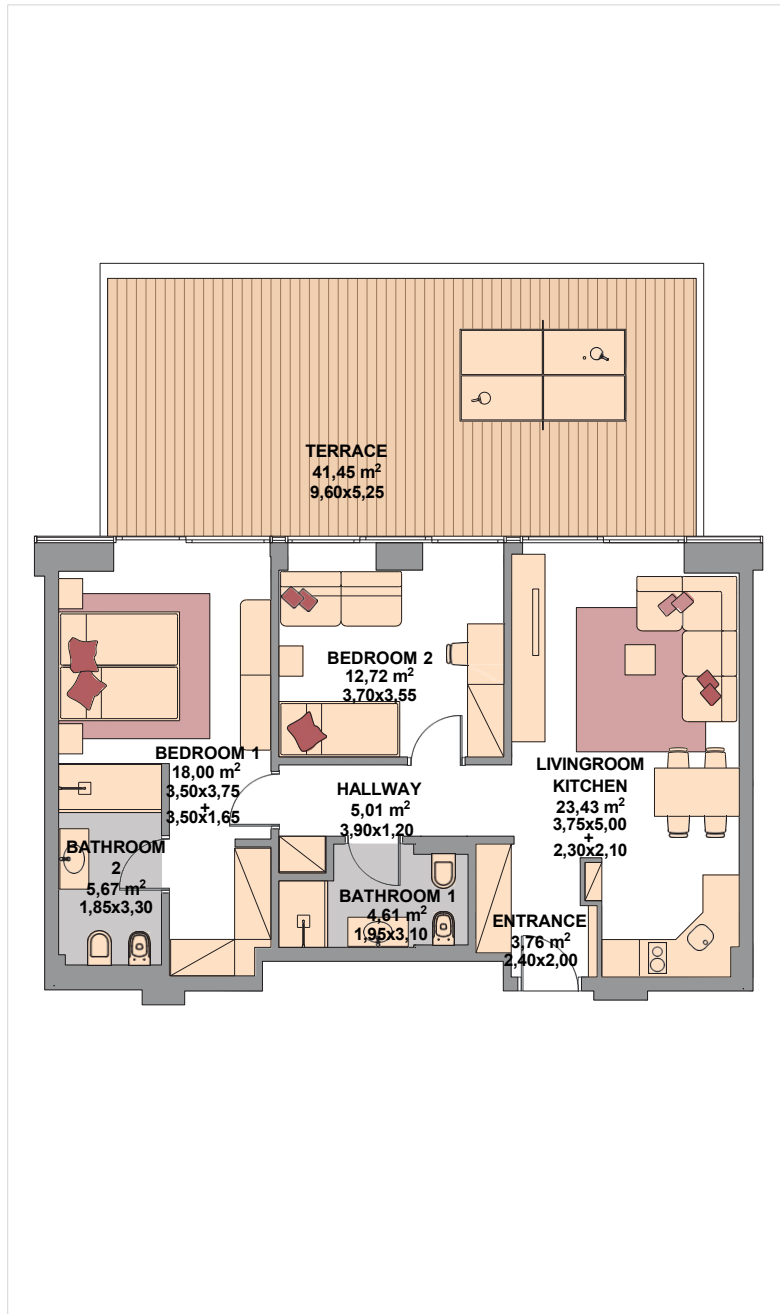 TERRACE
41,45 m²
9,60x5,25
BEDROOM 2
12,72 m²
3,70x3,55
BEDROOM 1
18,00 m²
3,50x3,75
+
3,50x1,65
HALLWAY
5,01 m²
3,90x1,20
LIVINGROOM
KITCHEN
23,43 m²
3,75x5,00
+
2,30x2,10
BATHROOM
2
5,67 m²
1,85x3,30
BATHROOM 1
4,61 m²
1,95x3,10
ENTRANCE
3,76 m²
2,40x2,00